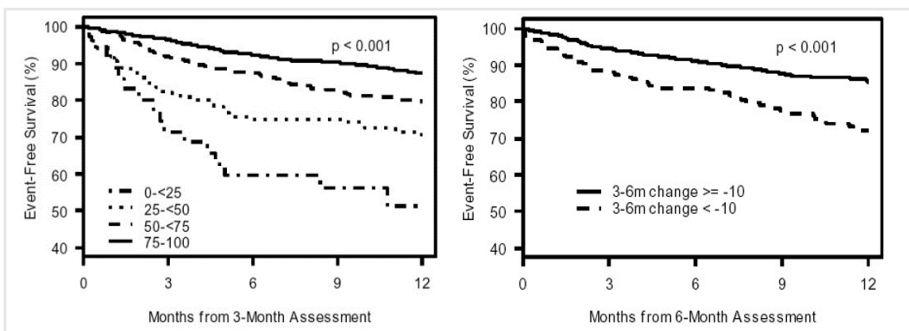 Event-Free Survival (%)
100
90
80
70
60
50
40
p < 0.001
0-<25
25-<50
50-<75
75-100
0 3 6 9 12
Months from 3-Month Assessment
Event-Free Survival (%)
100
90
80
70
60
50
40
p < 0.001
3-6m change >= -10
3-6m change < -10
0 3 6 9 12
Months from 6-Month Assessment